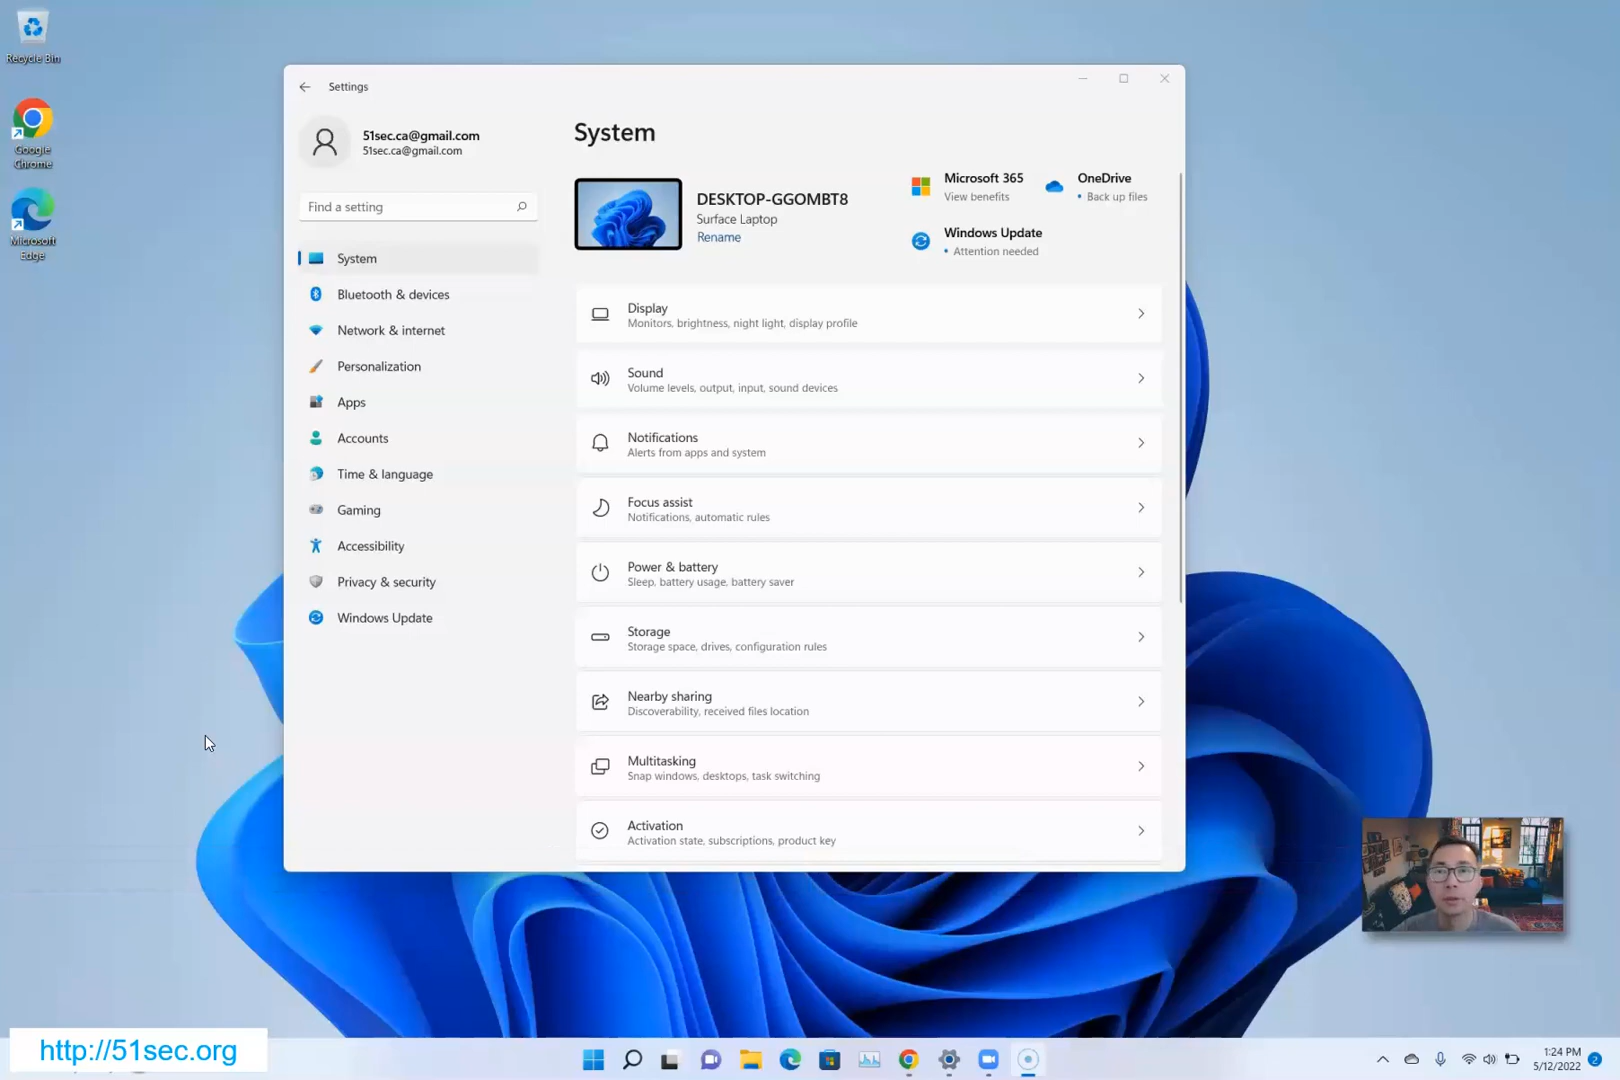 Recycle Bin
Google
Chrome
Microsoft
Edge
Settings
51sec.ca@gmail.com
51sec.ca@gmail.com
Find a setting
System
Bluetooth & devices
Network & internet
Personalization
Apps
Accounts
Time & language
Gaming
Accessibility
Privacy & security
Windows Update
System
DESKTOP-GGOMBT8
Surface Laptop
Rename
Microsoft 365
View benefits
OneDrive
• Back up files
Windows Update
• Attention needed
Display
Monitors, brightness, night light, display profile
Sound
Volume levels, output, input, sound devices
Notifications
Alerts from apps and system
Focus assist
Notifications, automatic rules
Power & battery
Sleep, battery usage, battery saver
Storage
Storage space, drives, configuration rules
Nearby sharing
Discoverability, received files location
Multitasking
Snap windows, desktops, task switching
Activation
Activation state, subscriptions, product key
http://51sec.org
1:24 PM
5/12/2022
2